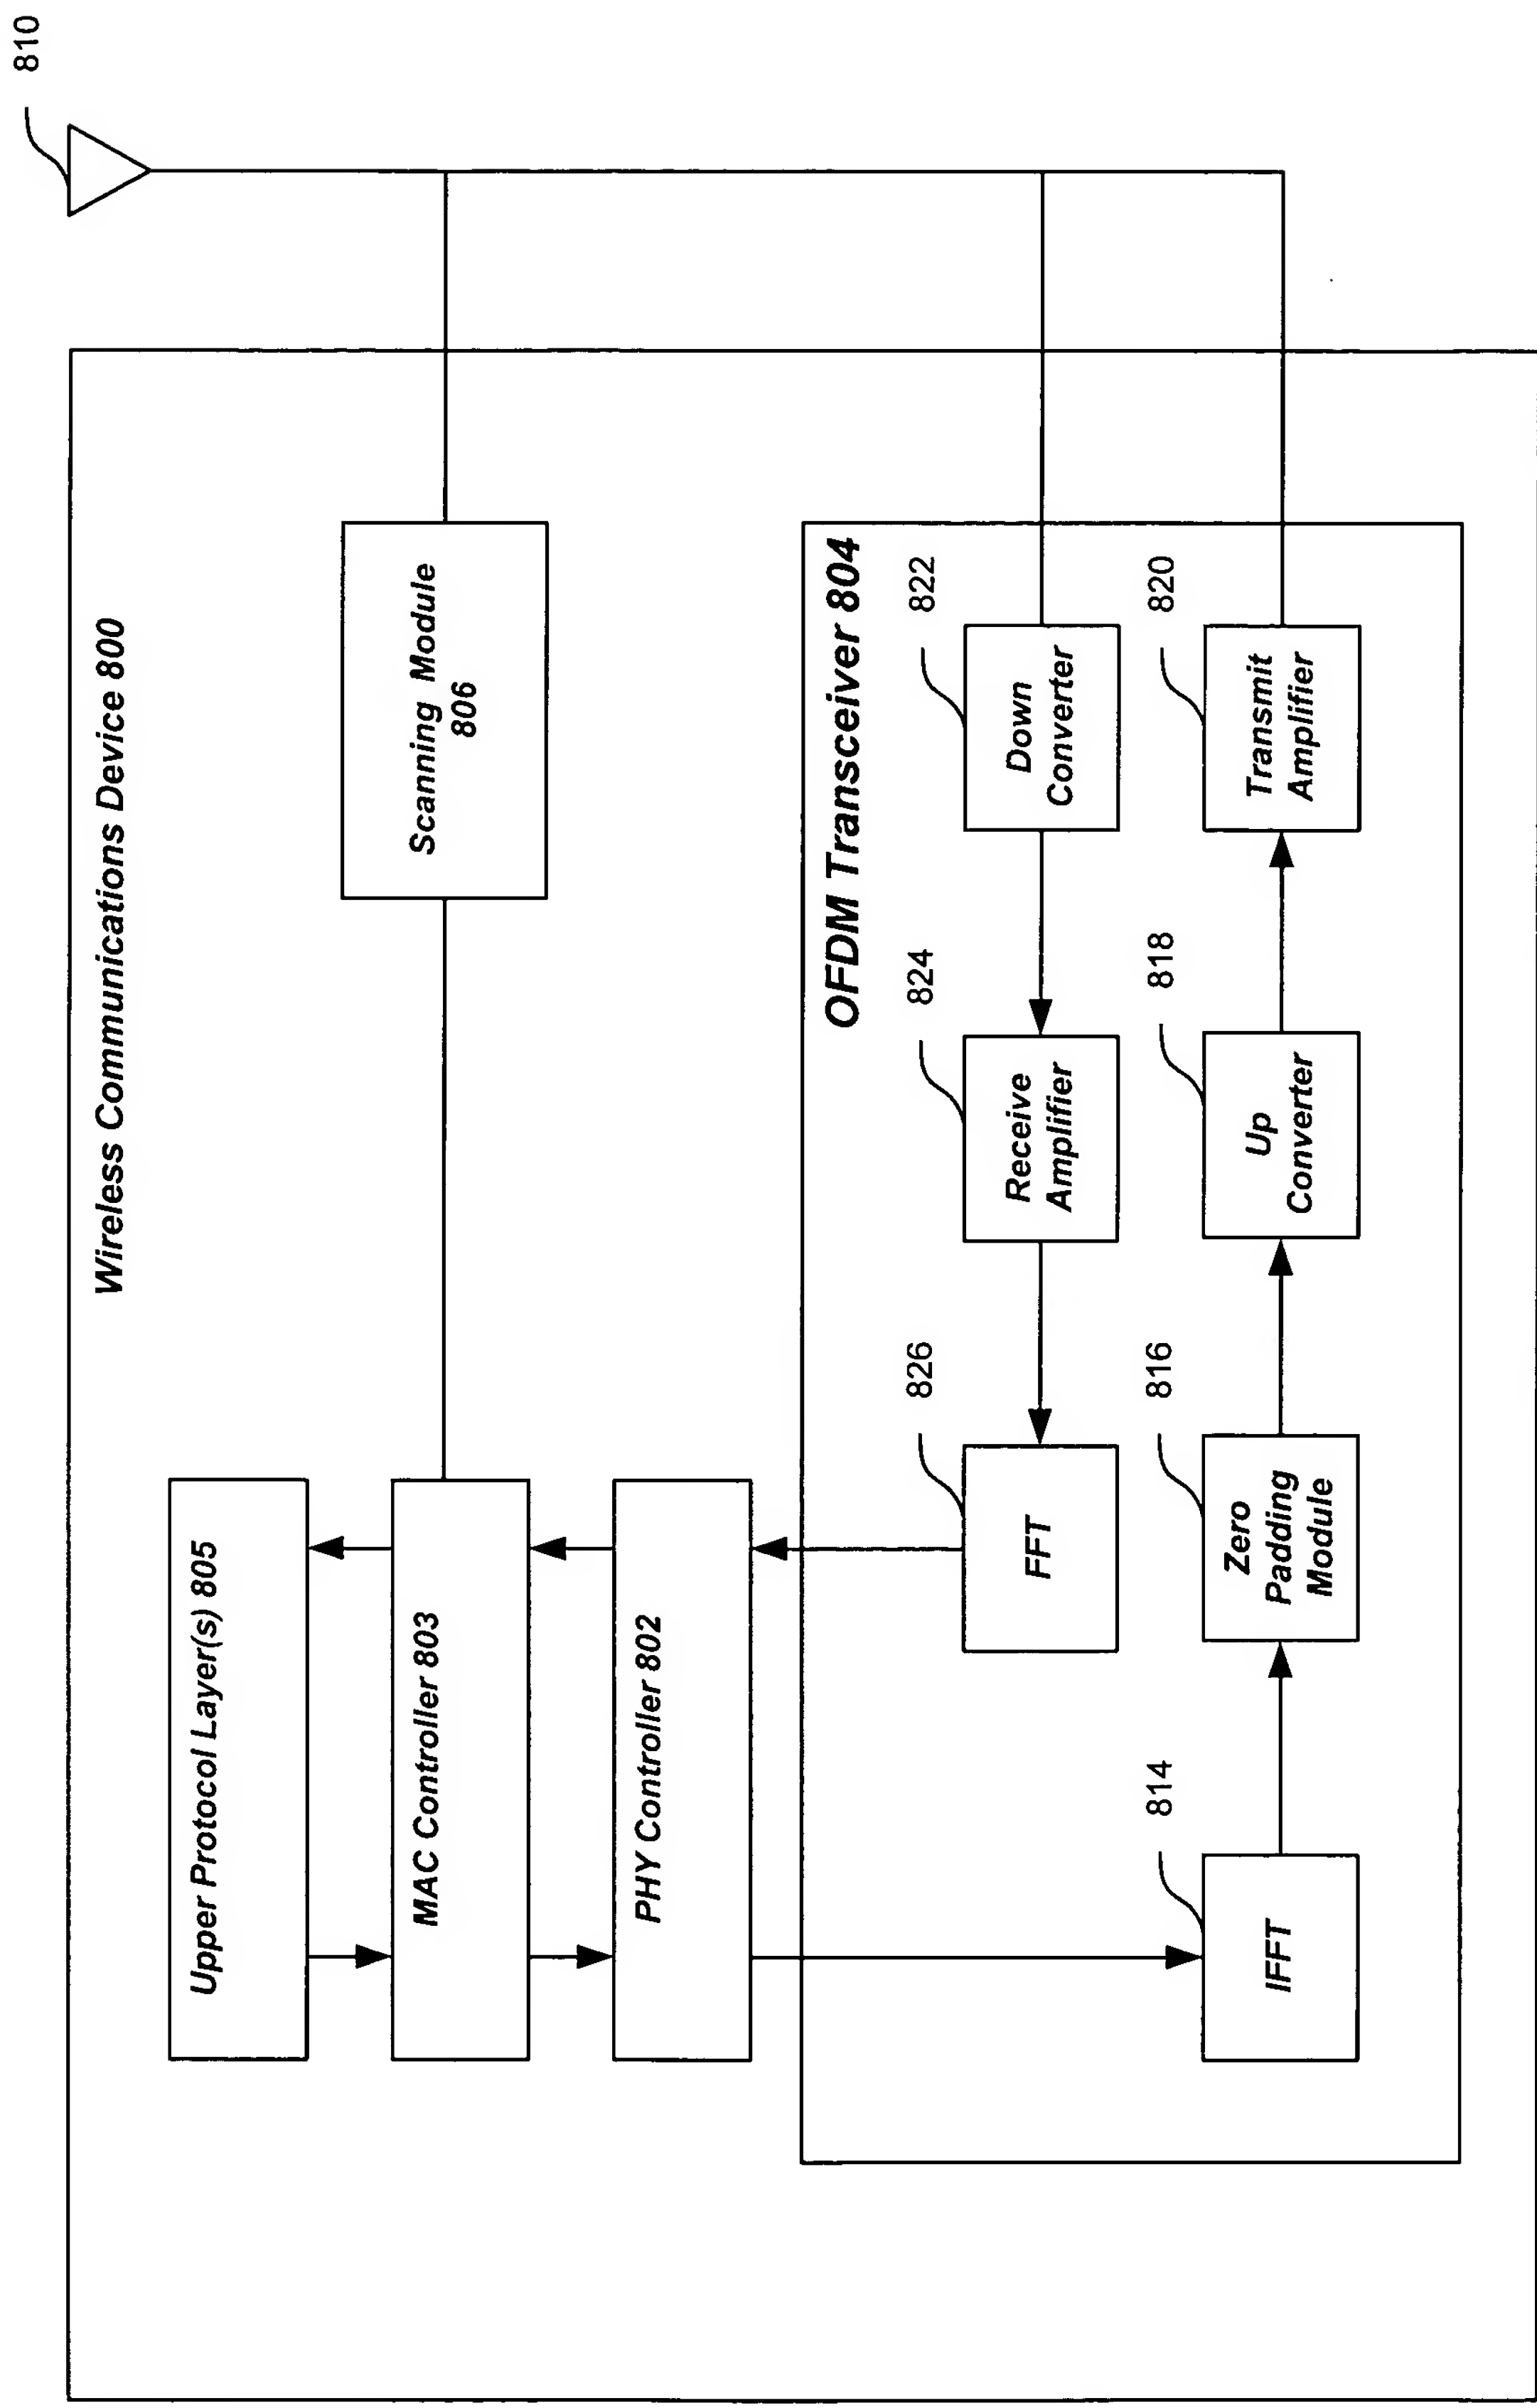 810
Wireless Communications Device 800
Upper Protocol Layer(s) 805
MAC Controller 803
Scanning Module
806
PHY Controller 802
OFDM Transceiver 804
826
824
822
FFT
Receive
Amplifier
Down
Converter
814
816
818
820
IFFT
Zero
Padding
Module
Up
Converter
Transmit
Amplifier